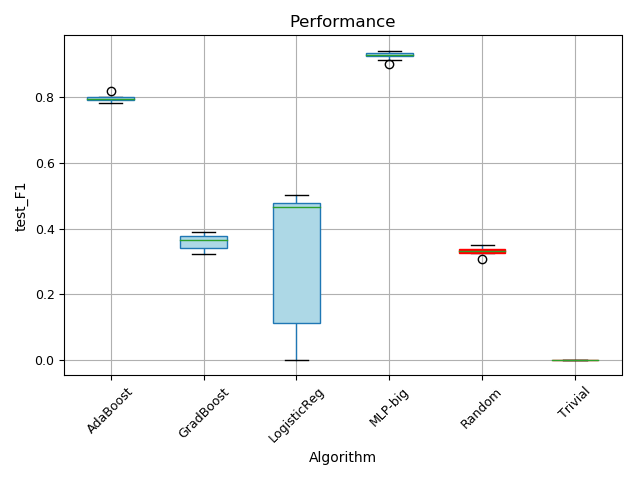 Performance
test_F1
0.8
0.6
0.4
0.2
0.0
AdaBoost
GradBoost
LogisticReg
MLP-big
Random
Trivial
Algorithm